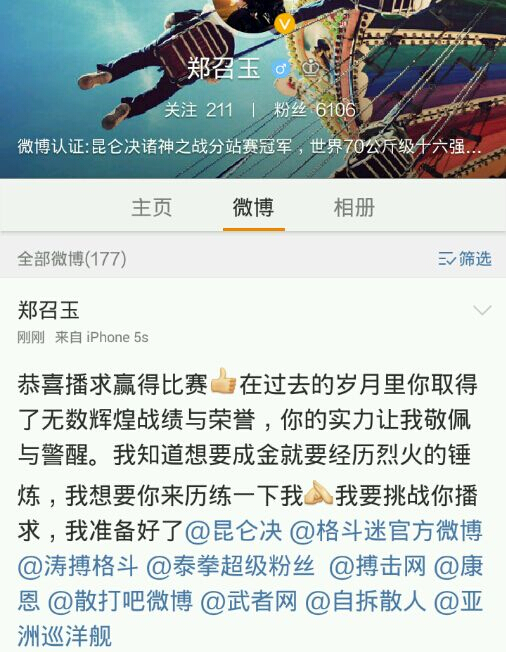 郑召玉
关注 211 | 粉丝 6106
微博认证:昆仑决诸神之战分站赛冠军，世界70公斤级十六强...
主页 微博 相册
全部微博(177) 筛选
郑召玉
刚刚 来自 iPhone 5s
恭喜播求赢得比赛👍在过去的岁月里你取得
了无数辉煌战绩与荣誉，你的实力让我敬佩
与警醒。我知道想要成金就要经历烈火的锤
炼，我想要你来历练一下我🙏我要挑战你播
求，我准备好了@昆仑决 @格斗迷官方微博
@涛搏格斗 @泰拳超级粉丝 @搏击网 @康
恩 @散打吧微博 @武者网 @自拆散人 @亚
洲巡洋舰